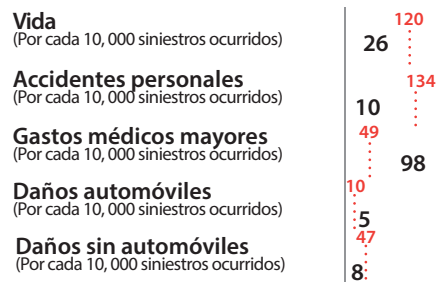 Vida
(Por cada 10, 000 siniestros ocurridos)
120
26
Accidentes personales
(Por cada 10, 000 siniestros ocurridos)
134
10
Gastos médicos mayores
(Por cada 10, 000 siniestros ocurridos)
49
98
Daños automóviles
(Por cada 10, 000 siniestros ocurridos)
10
5
Daños sin automóviles
(Por cada 10, 000 siniestros ocurridos)
47
8